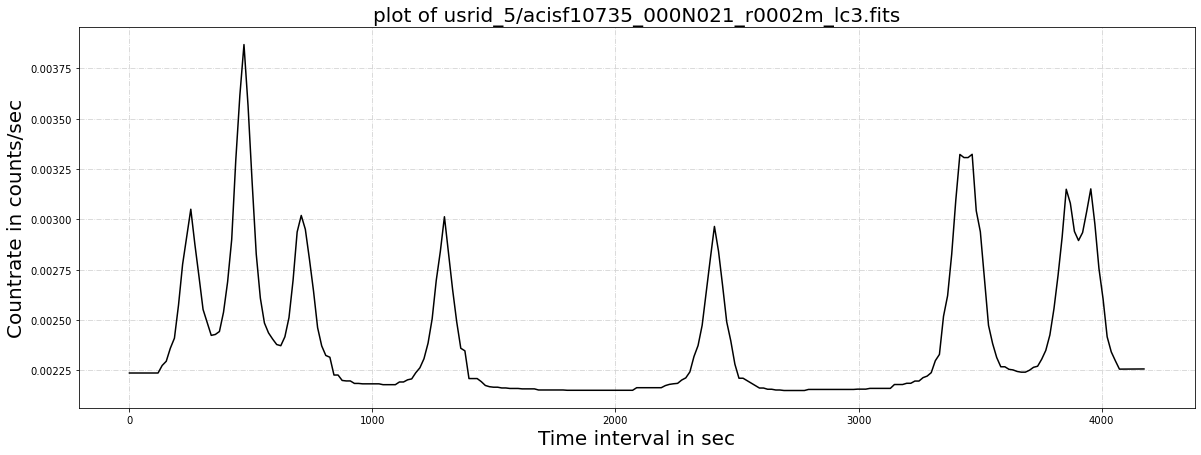 plot of usrid_5/acisf10735_000N021_r0002m_lc3.fits
Countrate in counts/sec
0.00375
0.00350
0.00325
0.00300
0.00275
0.00250
0.00225
0 1000 2000 3000 4000
Time interval in sec